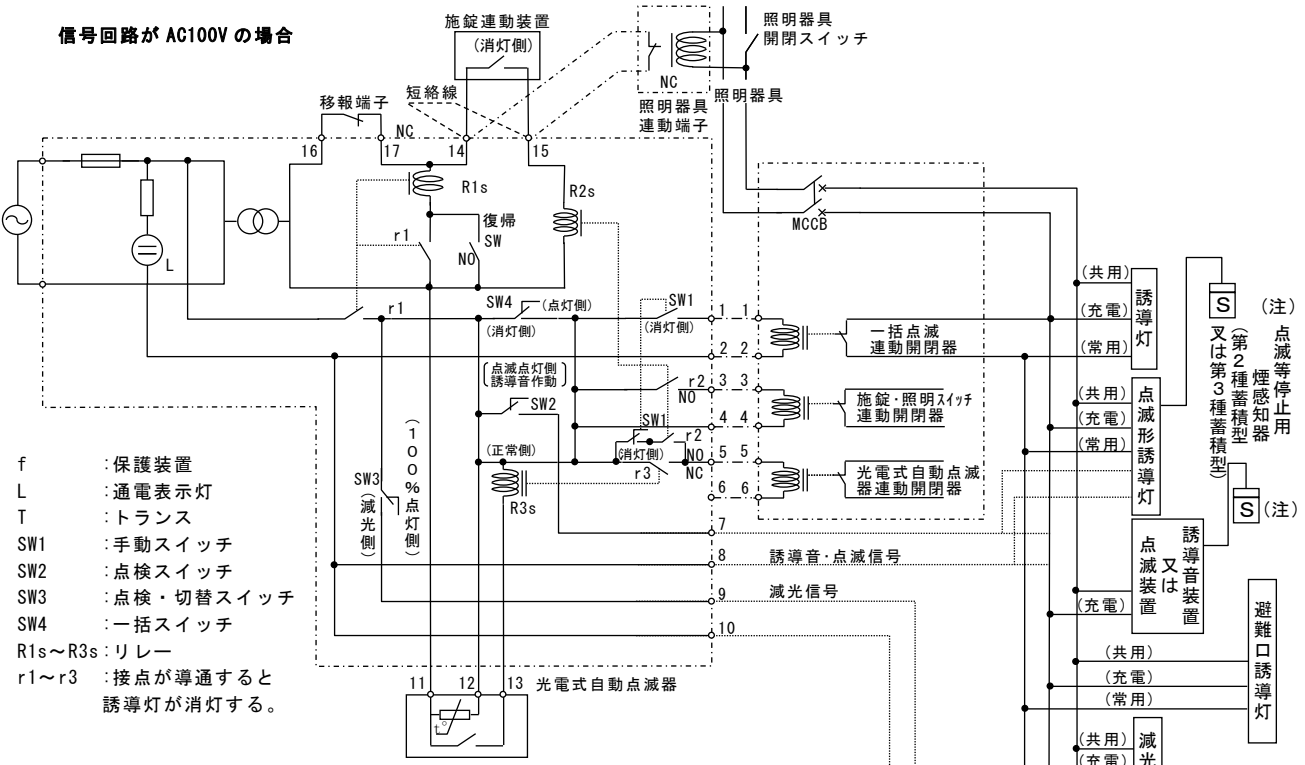 信号回路が AC100V の場合
施錠連動装置
(消灯側)
照明器具
開閉スイッチ
NC
照明器具
連動端子
照明器具
移報端子
短絡線
NC
16
17
14
15
R1s
R2s
復帰
SW
NO
r1
MCCB
L
r1
SW4
(点灯側)
(消灯側)
SW1
(消灯側)
1 1
2 2
一括点滅
連動開閉器
点滅点灯側
誘導音作動
SW2
r2
NO
3 3
4 4
施錠・照明スイッチ
連動開閉器
SW1
(消灯側)
r2
NO
NC
r3
5 5
6 6
光電式自動点滅
器連動開閉器
(正常側)
R3s
SW3
(減光側)
(100%点灯側)
7
8
誘導音・点滅信号
9
減光信号
10
11
12
13
光電式自動点滅器
t°
(共用)
(充電)
(常用)
誘導灯
S
(注)
点滅等停止用
煙感知器
(第2種蓄積型
又は第3種蓄積型)
(共用)
(充電)
(常用)
点滅形誘導灯
S
(注)
誘導音装置
又は
点滅装置
(充電)
(共用)
(充電)
(常用)
避難口誘導灯
(共用)
(充電)
減光
f :保護装置
L :通電表示灯
T :トランス
SW1 :手動スイッチ
SW2 :点検スイッチ
SW3 :点検・切替スイッチ
SW4 :一括スイッチ
R1s～R3s:リレー
r1～r3 :接点が導通すると
誘導灯が消灯する。